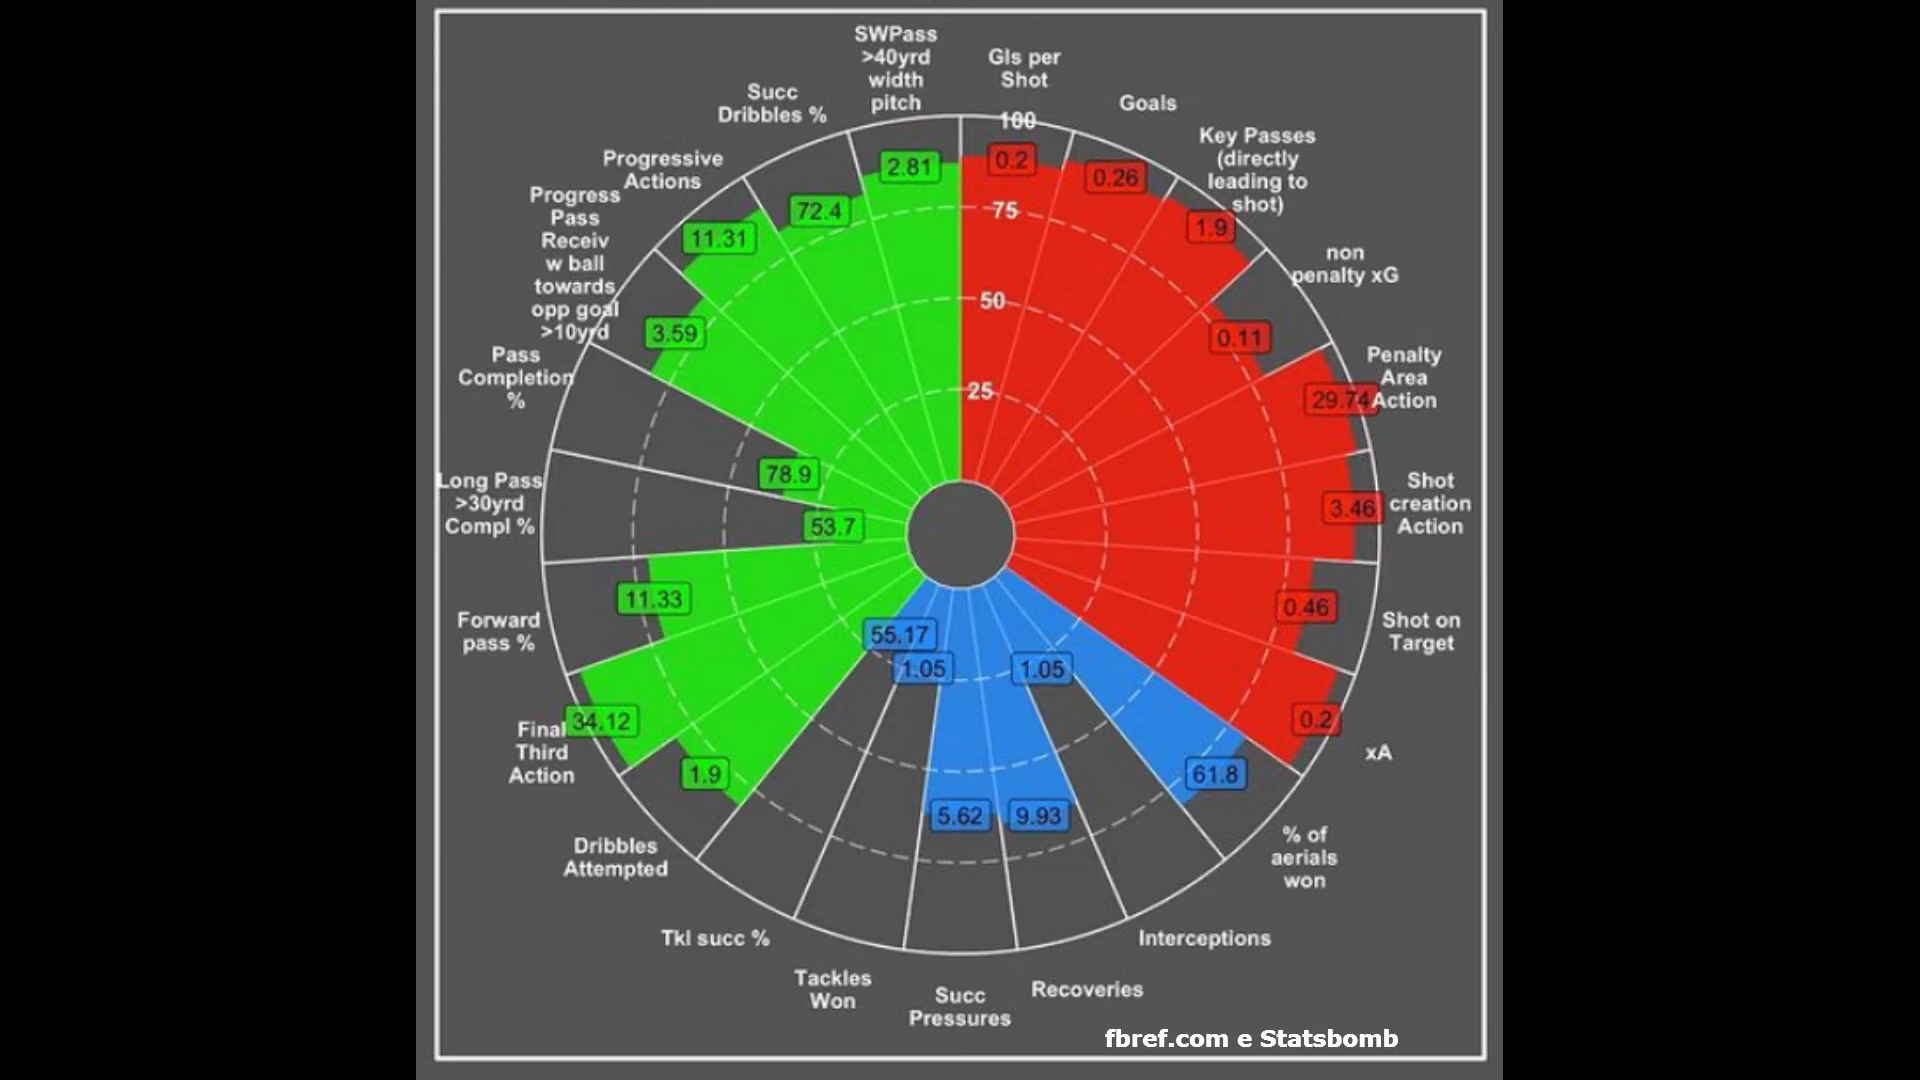 SWPass
>40yrd
width
pitch
Gls per
Shot
Succ
Dribbles %
Goals
100
Key Passes
(directly
leading to
shot)
Progressive
Actions
2.81
0.2
0.26
Progress
Pass
Receiv
w ball
towards
opp goal
>10yrd
72.4
75
1.9
11.31
non
penalty xG
50
3.59
0.11
Pass
Completion
%
Penalty
Area
Action
25
29.74
78.9
Long Pass
>30yrd
Compl %
Shot
creation
Action
3.46
53.7
11.33
0.46
Forward
pass %
Shot on
Target
55.17
1.05
1.05
34.12
0.2
Final
Third
Action
xA
1.9
61.8
5.62
9.93
Dribbles
Attempted
% of
aerials
won
Tkl succ %
Interceptions
Tackles
Won
Succ
Pressures
Recoveries
fbref.com e Statsbomb